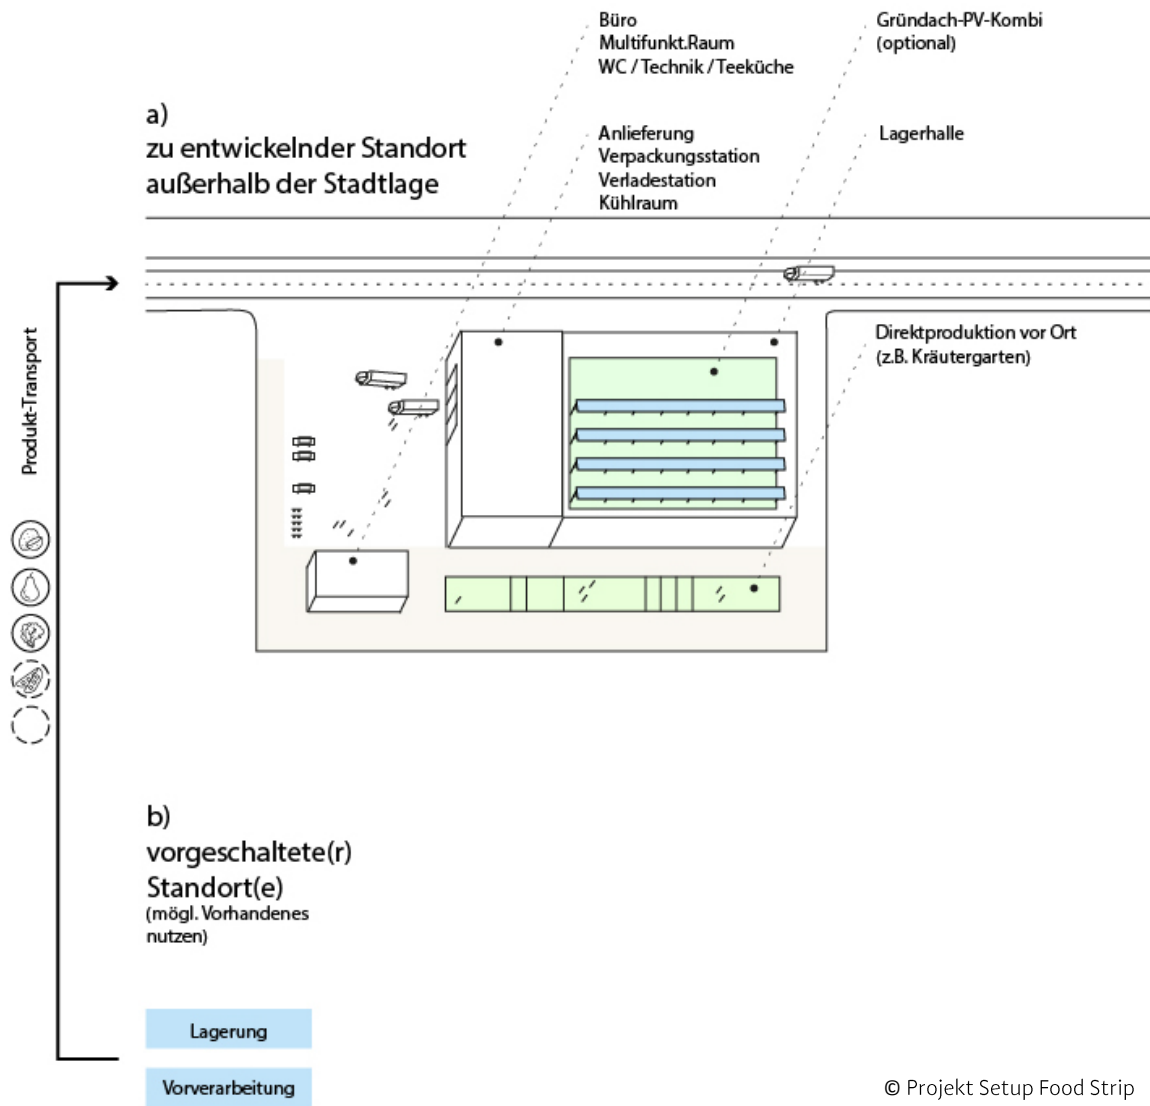 Büro
Multifunkt.Raum
WC / Technik / Teeküche
Gründach-PV-Kombi
(optional)
a)
zu entwickelnder Standort
außerhalb der Stadtlage
Anlieferung
Verpackungsstation
Verladestation
Kühlraum
Lagerhalle
Direktproduktion vor Ort
(z.B. Kräutergarten)
Produkt-Transport
b)
vorgeschaltete(r)
Standort(e)
(mögl. Vorhandenes
nutzen)
Lagerung
Vorverarbeitung
© Projekt Setup Food Strip